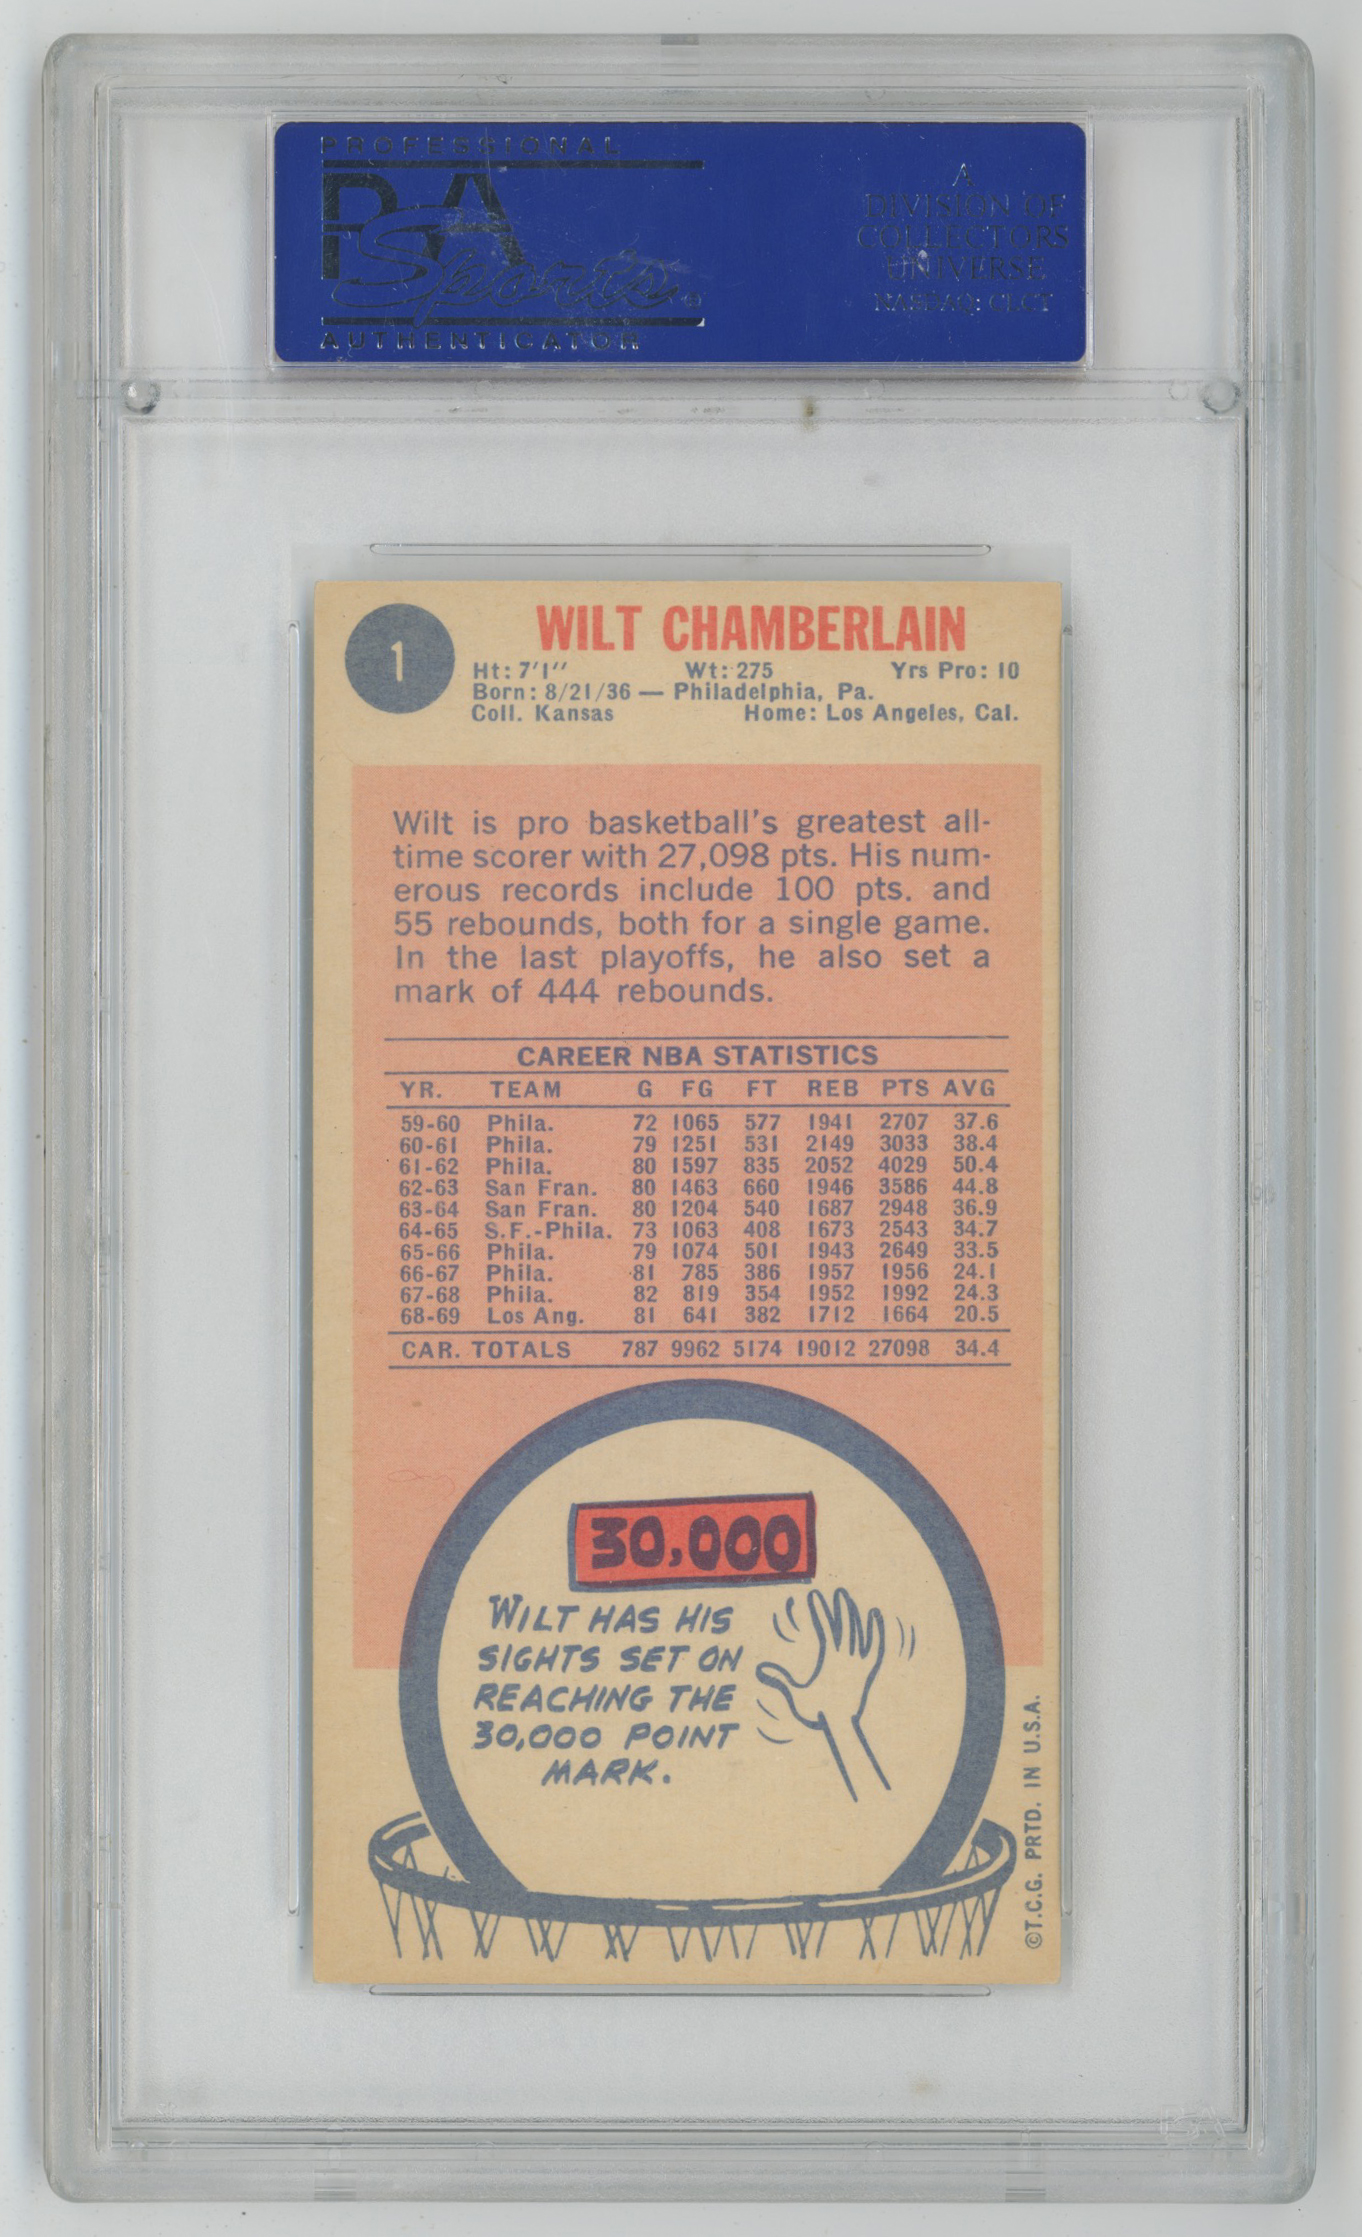 PROFESSIONAL
PSA
Sports®
AUTHENTICATOR
A
DIVISION OF
COLLECTORS
UNIVERSE
NASDAQ: CLCT
1
WILT CHAMBERLAIN
Ht: 7'1" Wt: 275 Yrs Pro: 10
Born: 8/21/36 — Philadelphia, Pa.
Coll. Kansas Home: Los Angeles, Cal.
Wilt is pro basketball's greatest all-
time scorer with 27,098 pts. His num-
erous records include 100 pts. and
55 rebounds, both for a single game.
In the last playoffs, he also set a
mark of 444 rebounds.
CAREER NBA STATISTICS
YR. TEAM G FG FT REB PTS AVG
59-60 Phila. 72 1065 577 1941 2707 37.6
60-61 Phila. 79 1251 531 2149 3033 38.4
61-62 Phila. 80 1597 835 2052 4029 50.4
62-63 San Fran. 80 1463 660 1946 3586 44.8
63-64 San Fran. 80 1204 540 1687 2948 36.9
64-65 S.F.-Phila. 73 1063 408 1673 2543 34.7
65-66 Phila. 79 1074 501 1943 2649 33.5
66-67 Phila. 81 785 386 1957 1956 24.1
67-68 Phila. 82 819 354 1952 1992 24.3
68-69 Los Ang. 81 641 382 1712 1664 20.5
CAR. TOTALS 787 9962 5174 19012 27098 34.4
30,000
WILT HAS HIS
SIGHTS SET ON
REACHING THE
30,000 POINT
MARK.
©T.C.G. PRTD. IN U.S.A.